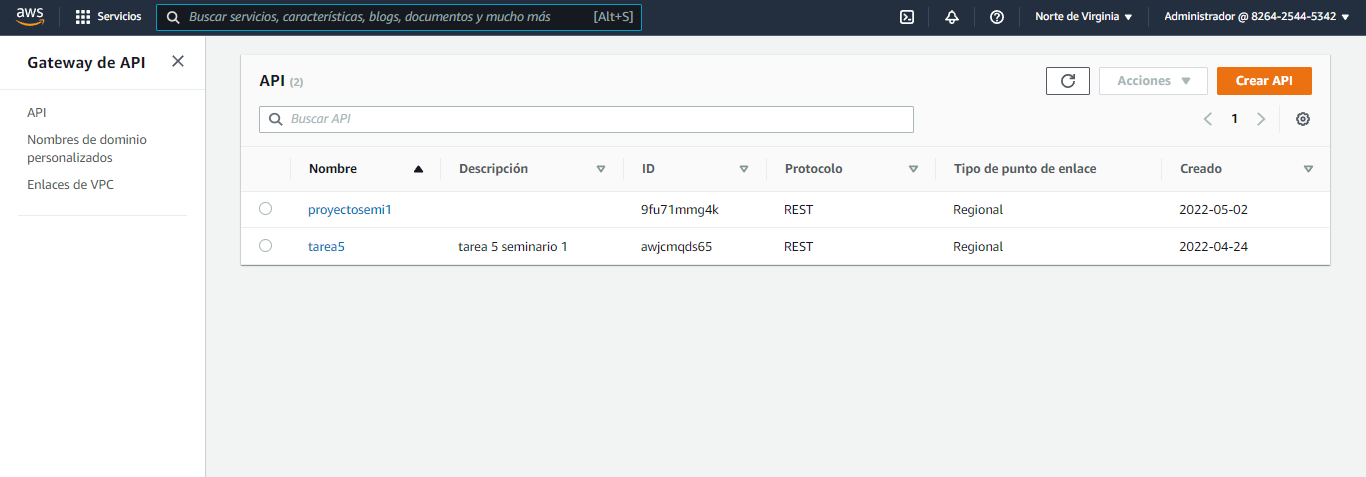 aws Servicios Buscar servicios, características, blogs, documentos y mucho más [Alt+S] Norte de Virginia Administrador @ 8264-2544-5342
Gateway de API
API
Nombres de dominio
personalizados
Enlaces de VPC
API (2) Acciones Crear API
Buscar API 1
Nombre Descripción ID Protocolo Tipo de punto de enlace Creado
proyectosemi1 9fu71mmg4k REST Regional 2022-05-02
tarea5 tarea 5 seminario 1 awjcmqds65 REST Regional 2022-04-24